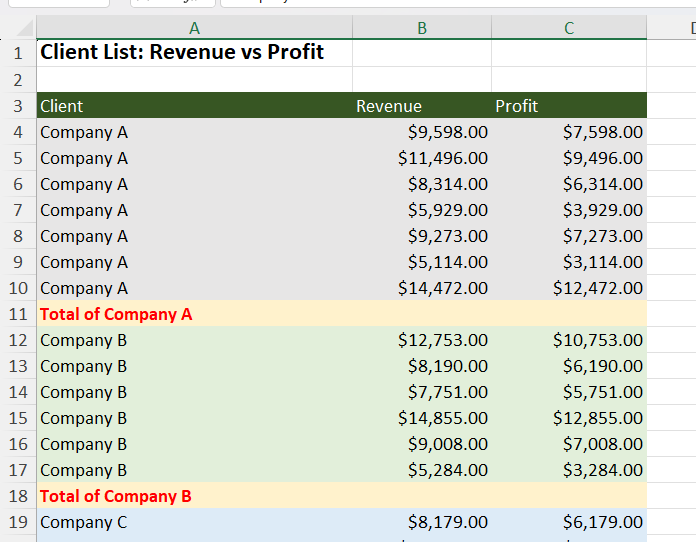 A B C
1 Client List: Revenue vs Profit
2
3 Client Revenue Profit
4 Company A $9,598.00 $7,598.00
5 Company A $11,496.00 $9,496.00
6 Company A $8,314.00 $6,314.00
7 Company A $5,929.00 $3,929.00
8 Company A $9,273.00 $7,273.00
9 Company A $5,114.00 $3,114.00
10 Company A $14,472.00 $12,472.00
11 Total of Company A
12 Company B $12,753.00 $10,753.00
13 Company B $8,190.00 $6,190.00
14 Company B $7,751.00 $5,751.00
15 Company B $14,855.00 $12,855.00
16 Company B $9,008.00 $7,008.00
17 Company B $5,284.00 $3,284.00
18 Total of Company B
19 Company C $8,179.00 $6,179.00